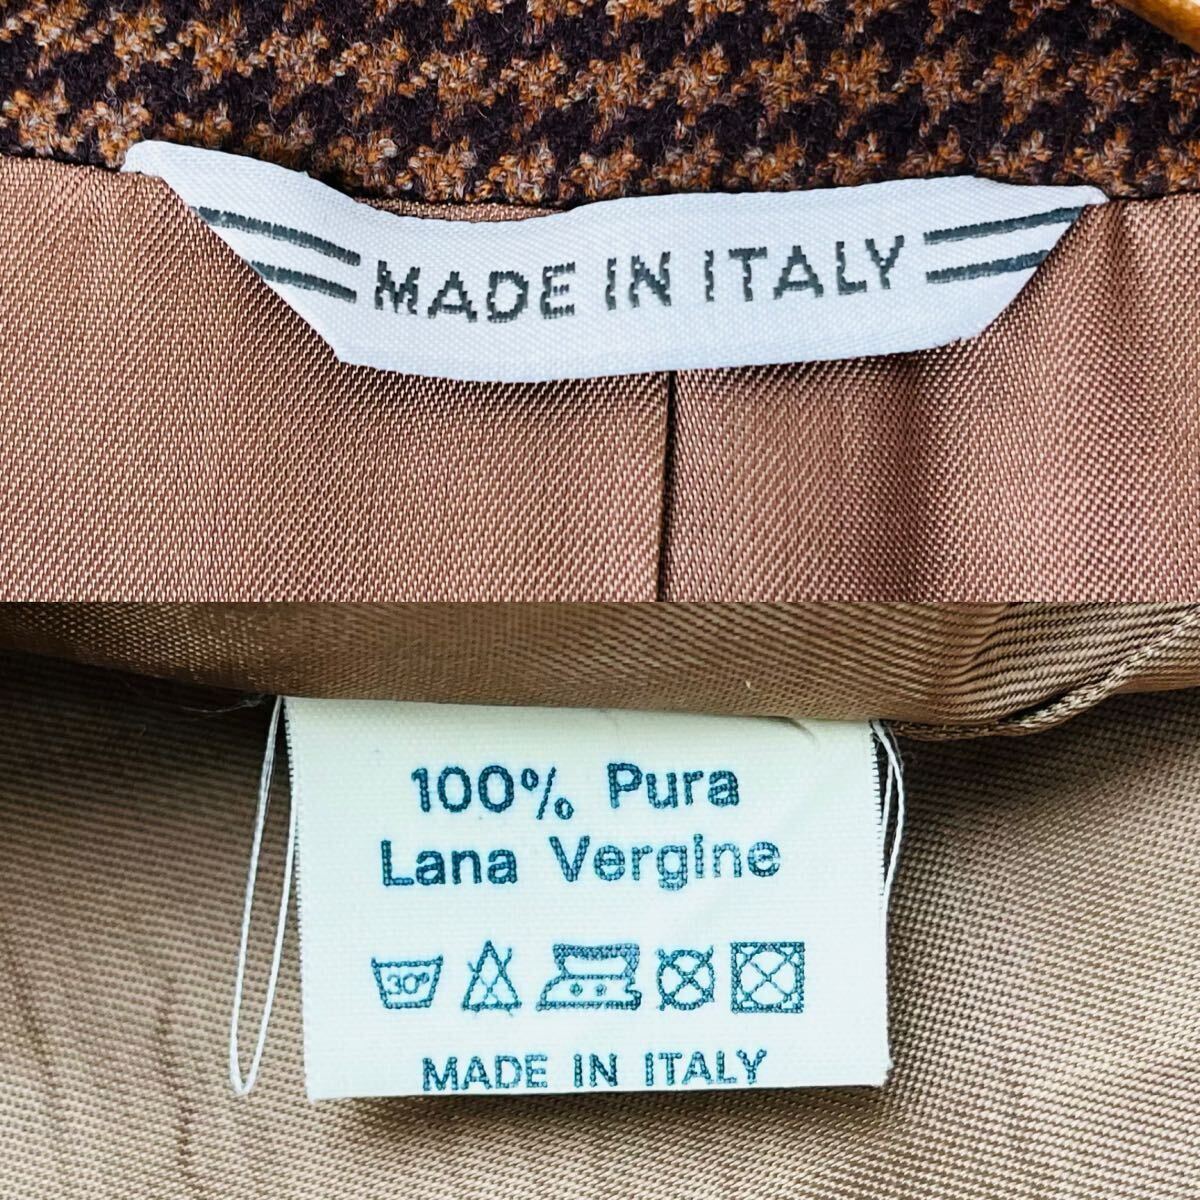 MADE IN ITALY
100% Pura
Lana Vergine
30°
MADE IN ITALY